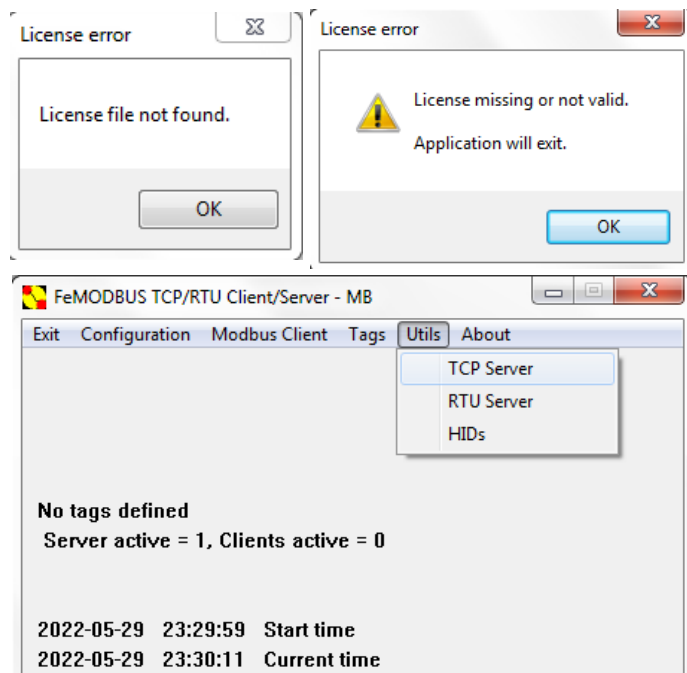 License error
License file not found.
OK
License error
License missing or not valid.
Application will exit.
OK
FeMODBUS TCP/RTU Client/Server - MB
Exit Configuration Modbus Client Tags Utils About
TCP Server
RTU Server
HIDs
No tags defined
Server active = 1, Clients active = 0
2022-05-29 23:29:59 Start time
2022-05-29 23:30:11 Current time